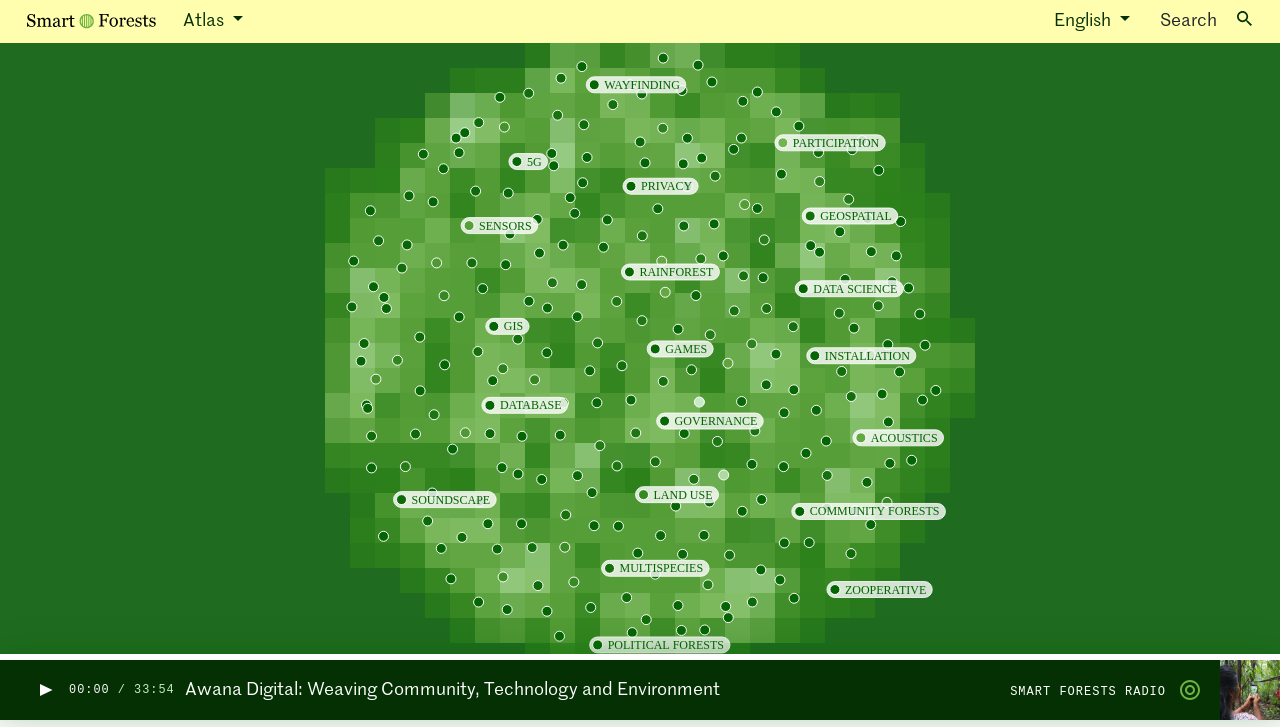 Smart Forests
Atlas
English
Search
WAYFINDING
PARTICIPATION
5G
PRIVACY
GEOSPATIAL
SENSORS
RAINFOREST
DATA SCIENCE
GIS
GAMES
INSTALLATION
DATABASE
GOVERNANCE
ACOUSTICS
LAND USE
SOUNDSCAPE
COMMUNITY FORESTS
MULTISPECIES
ZOOPERATIVE
POLITICAL FORESTS
00:00 / 33:54 Awana Digital: Weaving Community, Technology and Environment
SMART FORESTS RADIO